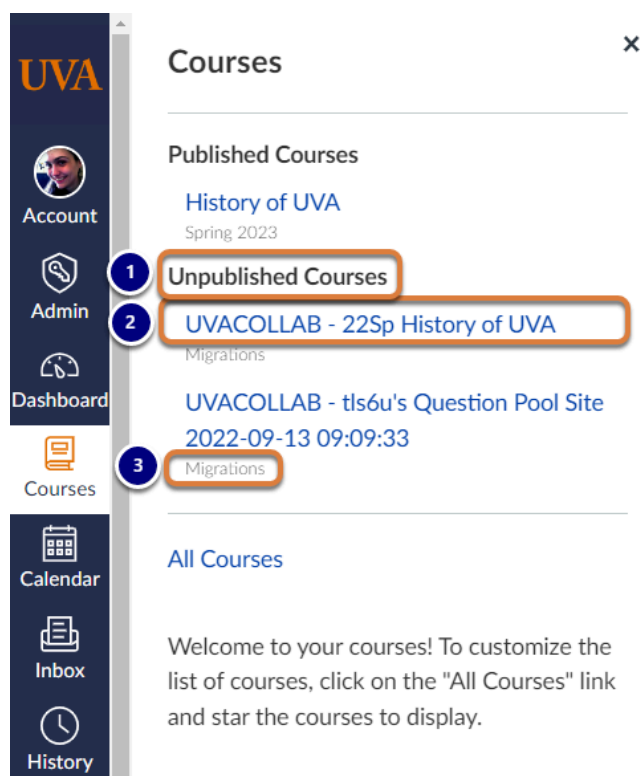 UVA
Account
Admin
Dashboard
Courses
Calendar
Inbox
History
Courses
×
Published Courses
History of UVA
Spring 2023
1
Unpublished Courses
2
UVACOLLAB - 22Sp History of UVA
Migrations
UVACOLLAB - tls6u's Question Pool Site
2022-09-13 09:09:33
3
Migrations
All Courses
Welcome to your courses! To customize the
list of courses, click on the "All Courses" link
and star the courses to display.